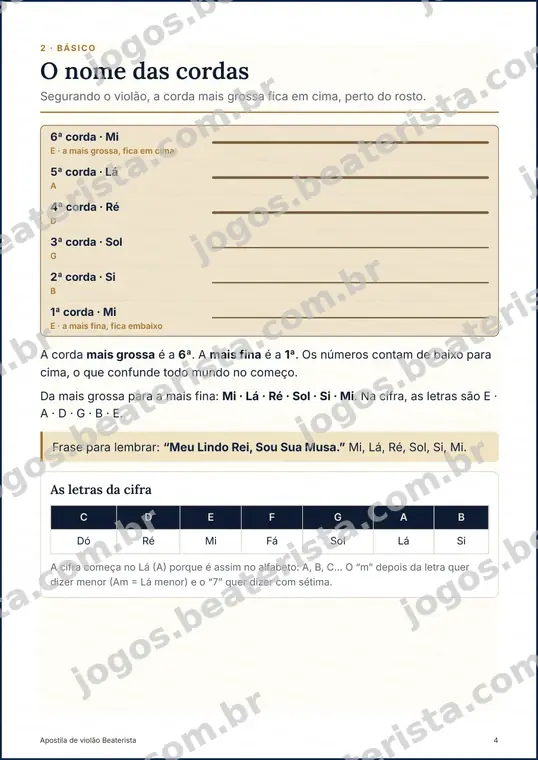 2 · BÁSICO
O nome das cordas
Segurando o violão, a corda mais grossa fica em cima, perto do rosto.
6ª corda · Mi
E · a mais grossa, fica em cima
5ª corda · Lá
A
4ª corda · Ré
D
3ª corda · Sol
G
2ª corda · Si
B
1ª corda · Mi
E · a mais fina, fica embaixo
A corda mais grossa é a 6ª. A mais fina é a 1ª. Os números contam de baixo para
cima, o que confunde todo mundo no começo.
Da mais grossa para a mais fina: Mi · Lá · Ré · Sol · Si · Mi. Na cifra, as letras são E ·
A · D · G · B · E.
Frase para lembrar: “Meu Lindo Rei, Sou Sua Musa.” Mi, Lá, Ré, Sol, Si, Mi.
As letras da cifra
C D E F G A B
Dó Ré Mi Fá Sol Lá Si
A cifra começa no Lá (A) porque é assim no alfabeto: A, B, C... O “m” depois da letra quer
dizer menor (Am = Lá menor) e o “7” quer dizer com sétima.
Apostila de violão Beaterista 4
jogos.beaterista.com.br